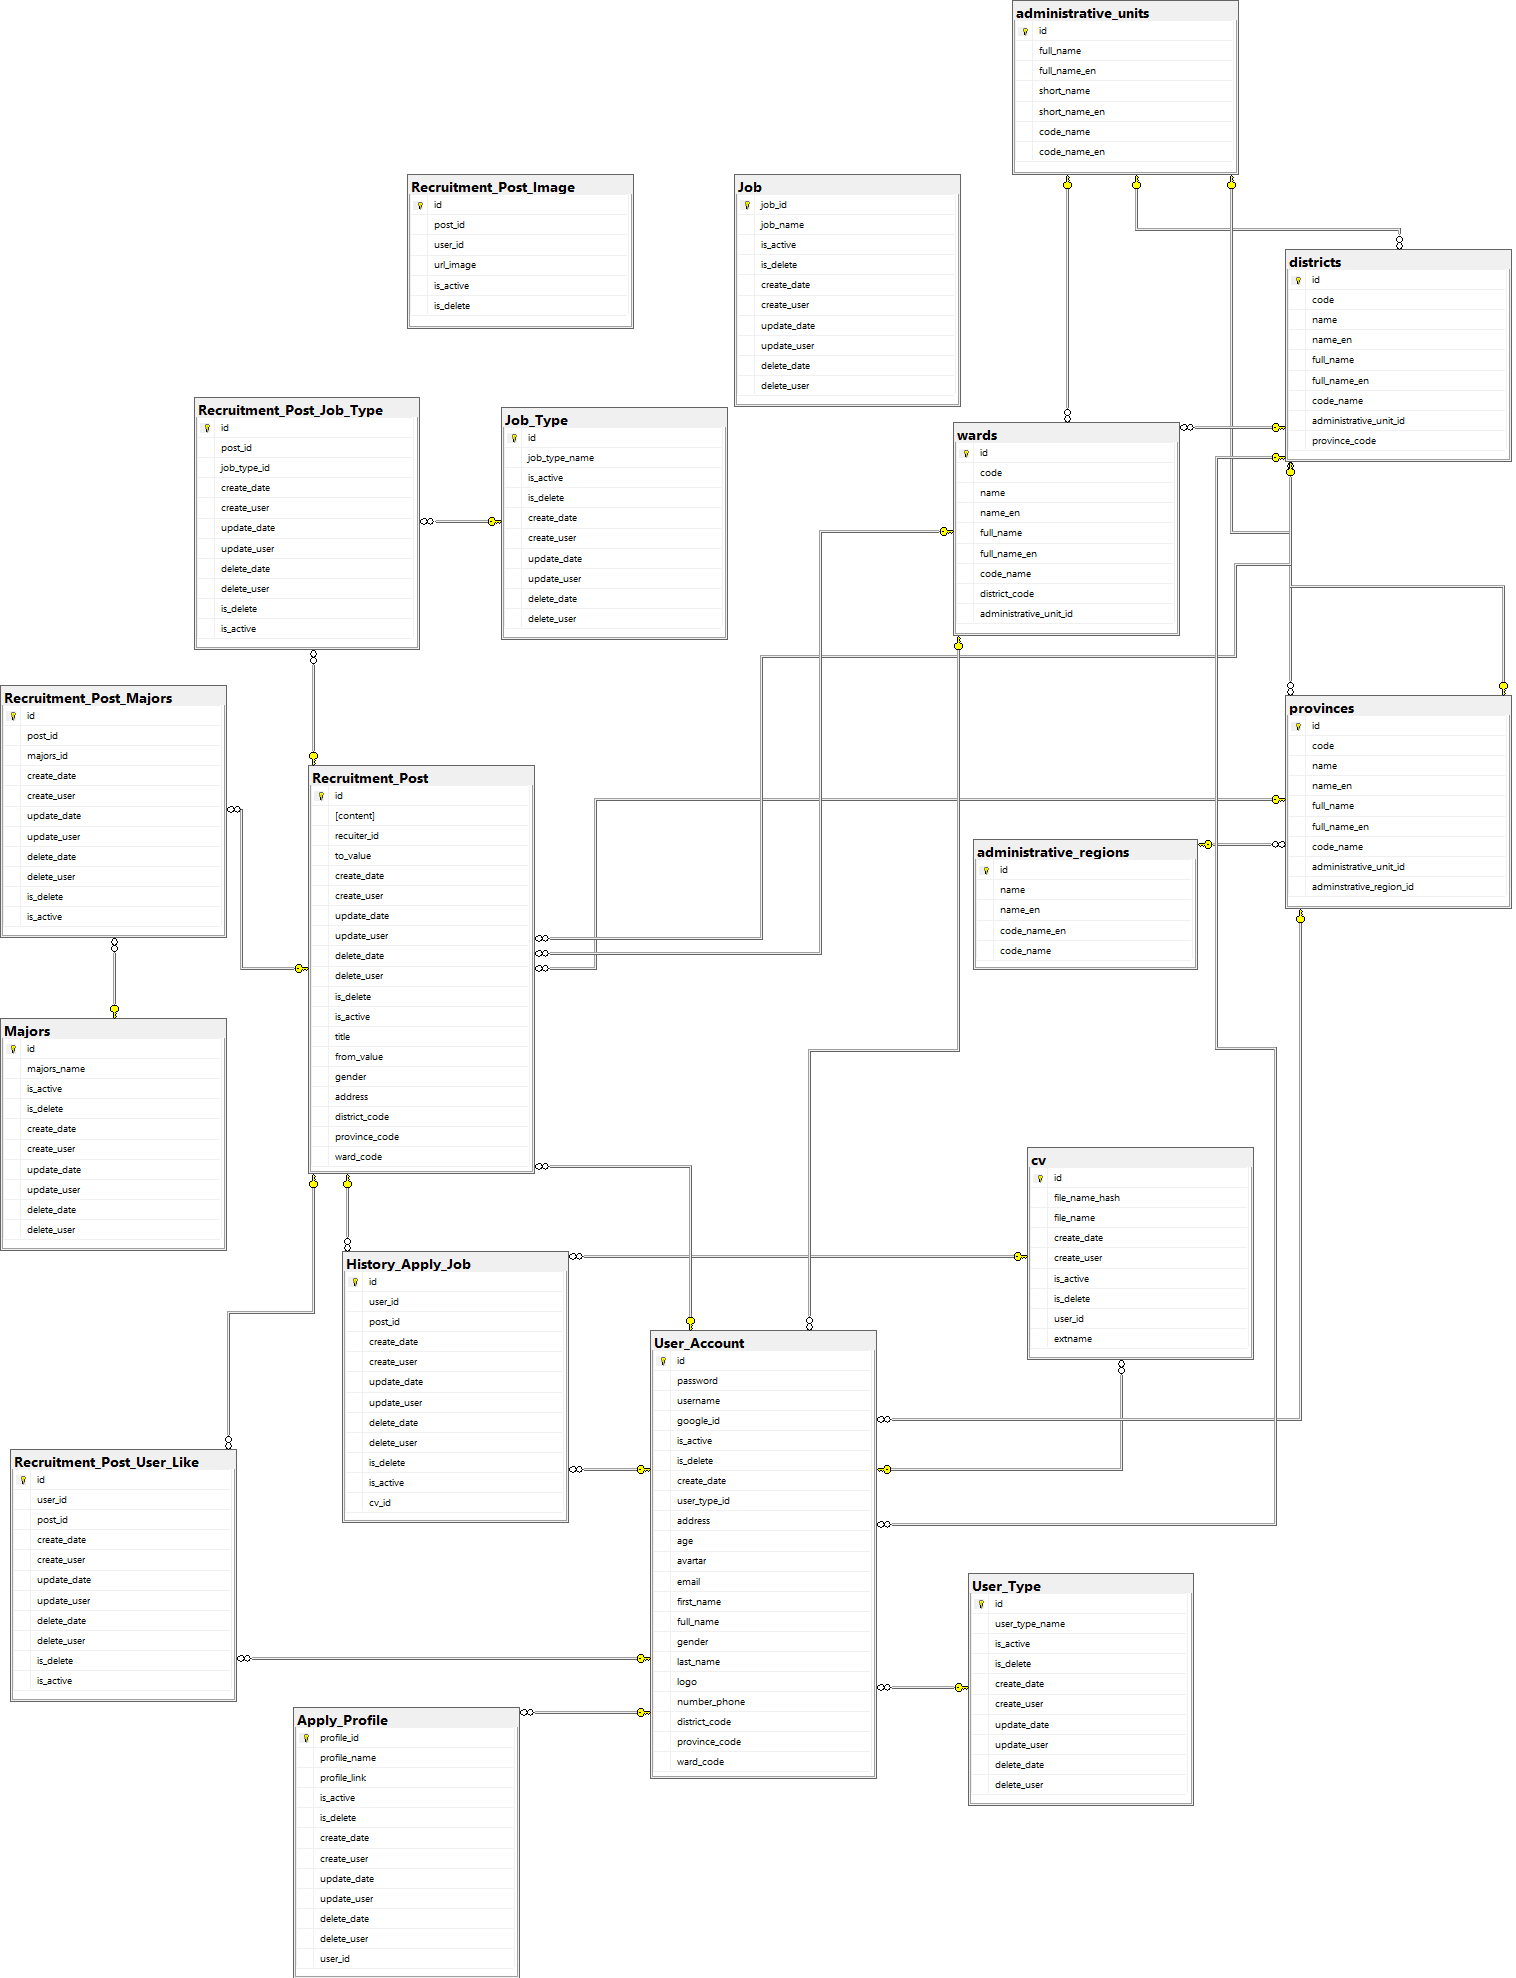 administrative_units
id
full_name
full_name_en
short_name
short_name_en
code_name
code_name_en
Recruitment_Post_Image
id
post_id
user_id
url_image
is_active
is_delete
Job
job_id
job_name
is_active
is_delete
create_date
create_user
update_date
update_user
delete_date
delete_user
districts
id
code
name
name_en
full_name
full_name_en
code_name
administrative_unit_id
province_code
Recruitment_Post_Job_Type
id
post_id
job_type_id
create_date
create_user
update_date
update_user
delete_date
delete_user
is_delete
is_active
Job_Type
id
job_type_name
is_active
is_delete
create_date
create_user
update_date
update_user
delete_date
delete_user
wards
id
code
name
name_en
full_name
full_name_en
code_name
district_code
administrative_unit_id
Recruitment_Post_Majors
id
post_id
majors_id
create_date
create_user
update_date
update_user
delete_date
delete_user
is_delete
is_active
provinces
id
code
name
name_en
full_name
full_name_en
code_name
administrative_unit_id
adminstrative_region_id
Recruitment_Post
id
[content]
recuiter_id
to_value
create_date
create_user
update_date
update_user
delete_date
delete_user
is_delete
is_active
title
from_value
gender
address
district_code
province_code
ward_code
administrative_regions
id
name
name_en
code_name_en
code_name
Majors
id
majors_name
is_active
is_delete
create_date
create_user
update_date
update_user
delete_date
delete_user
cv
id
file_name_hash
file_name
create_date
create_user
is_active
is_delete
user_id
extname
History_Apply_Job
id
user_id
post_id
create_date
create_user
update_date
update_user
delete_date
delete_user
is_delete
is_active
cv_id
User_Account
id
password
username
google_id
is_active
is_delete
create_date
user_type_id
address
age
avartar
email
first_name
full_name
gender
last_name
logo
number_phone
district_code
province_code
ward_code
Recruitment_Post_User_Like
id
user_id
post_id
create_date
create_user
update_date
update_user
delete_date
delete_user
is_delete
is_active
User_Type
id
user_type_name
is_active
is_delete
create_date
create_user
update_date
update_user
delete_date
delete_user
Apply_Profile
profile_id
profile_name
profile_link
is_active
is_delete
create_date
create_user
update_date
update_user
delete_date
delete_user
user_id